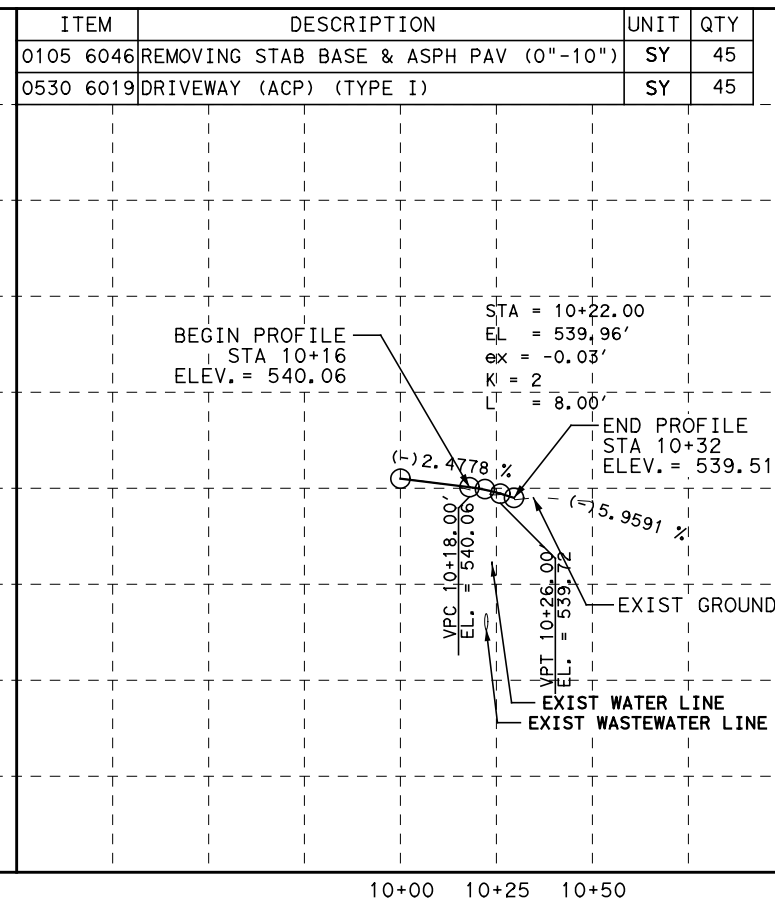 ITEM DESCRIPTION UNIT QTY
0105 6046 REMOVING STAB BASE & ASPH PAV (0"-10") SY 45
0530 6019 DRIVEWAY (ACP) (TYPE I) SY 45
STA = 10+22.00
EL = 539.96'
ex = -0.03'
K = 2
L = 8.00'
BEGIN PROFILE
STA 10+16
ELEV. = 540.06
END PROFILE
STA 10+32
ELEV. = 539.51
(-)2.4778 %
(-)5.9591 %
VPC 10+18.00'
EL. = 540.06'
VPT 10+26.00'
EL. = 539.72
EXIST GROUND
EXIST WATER LINE
EXIST WASTEWATER LINE
10+00 10+25 10+50